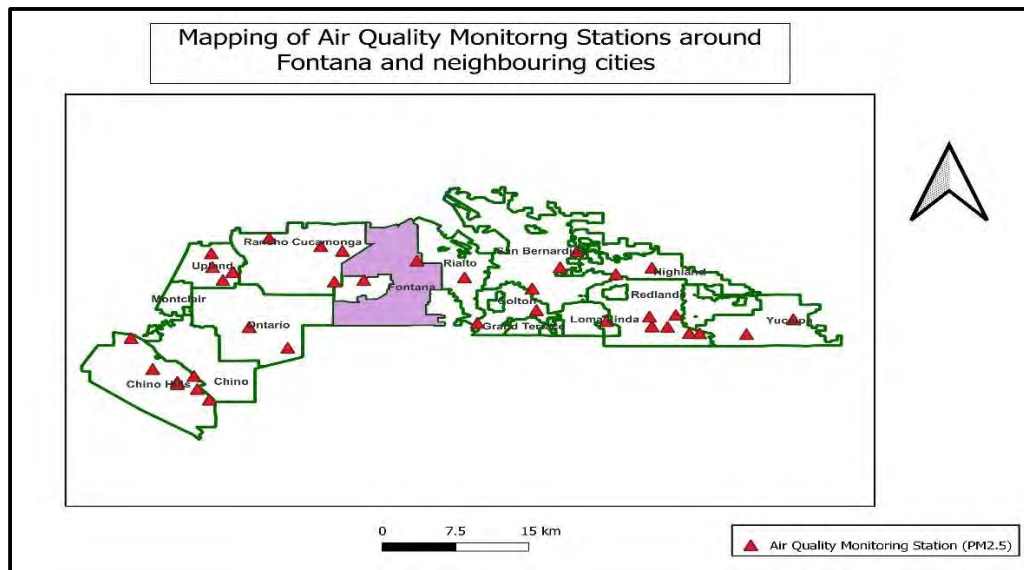 Mapping of Air Quality Monitorng Stations around
Fontana and neighbouring cities
Rancho Cucamonga
San Bernardi
Upland
Rialto
Highland
Fontana
Montclair
Redlands
Colton
Ontario
Grand Terrace
Loma Linda
Yucaipa
Chino Hills
Chino
0 7.5 15 km
Air Quality Monitoring Station (PM2.5)